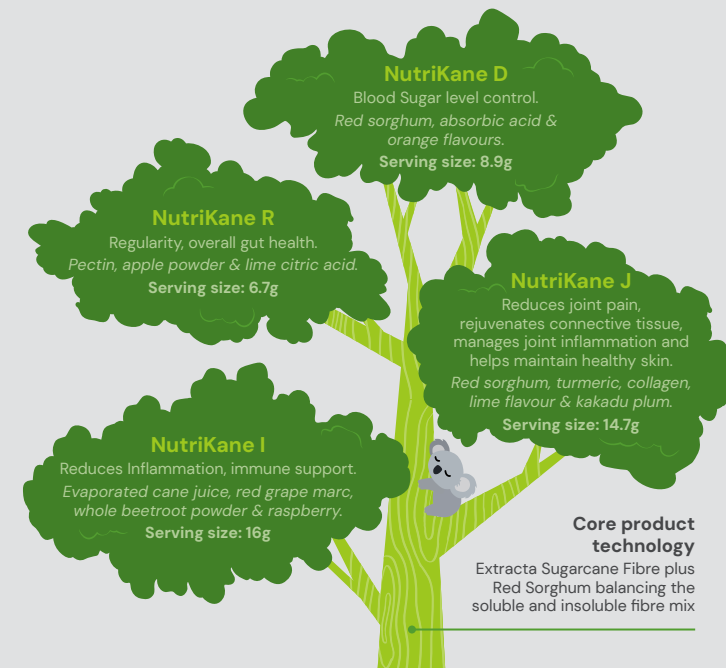 NutriKane D
Blood Sugar level control.
Red sorghum, absorbic acid &
orange flavours.
Serving size: 8.9g
NutriKane R
Regularity, overall gut health.
Pectin, apple powder & lime citric acid.
Serving size: 6.7g
NutriKane J
Reduces joint pain,
rejuvenates connective tissue,
manages joint inflammation and
helps maintain healthy skin.
Red sorghum, turmeric, collagen,
lime flavour & kakadu plum.
Serving size: 14.7g
NutriKane I
Reduces Inflammation, immune support.
Evaporated cane juice, red grape marc,
whole beetroot powder & raspberry.
Serving size: 16g
Core product
technology
Extracta Sugarcane Fibre plus
Red Sorghum balancing the
soluble and insoluble fibre mix